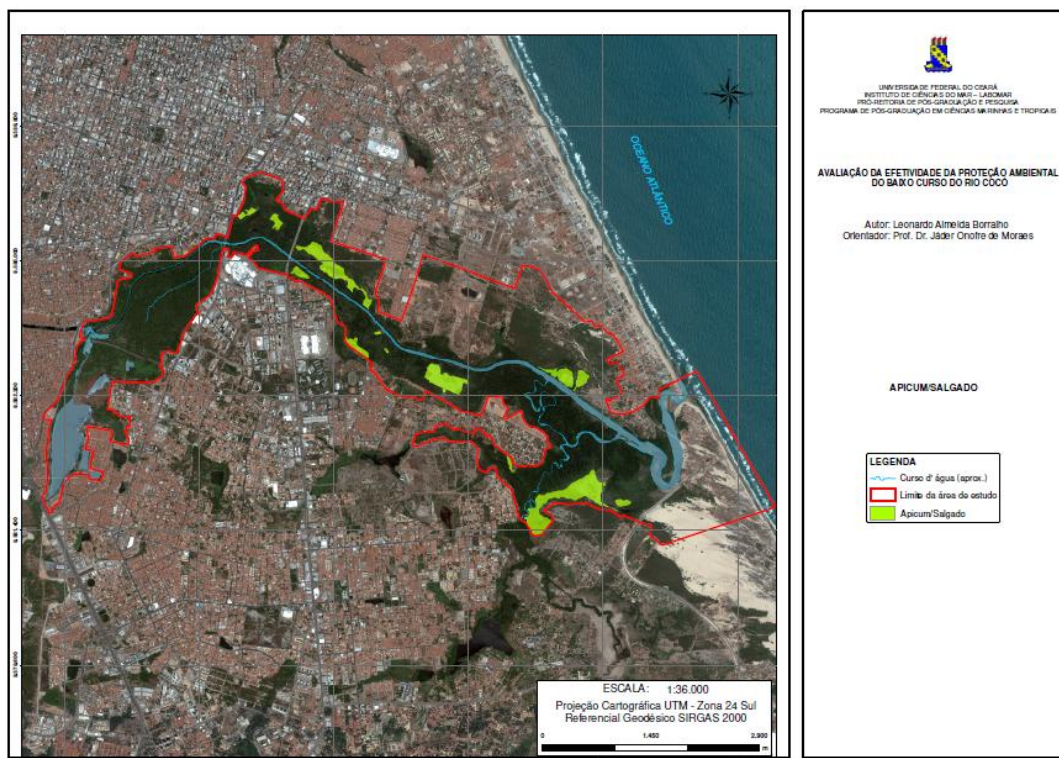 OCEANO ATLÂNTICO
ESCALA: 1:36.000
Projeção Cartográfica UTM - Zona 24 Sul
Referencial Geodésico SIRGAS 2000
0 1.450 2.900
m
UNIVERSIDADE FEDERAL DO CEARÁ
INSTITUTO DE CIÊNCIAS DO MAR – LABOMAR
PRÓ-REITORIA DE PÓS-GRADUAÇÃO E PESQUISA
PROGRAMA DE PÓS-GRADUAÇÃO EM CIÊNCIAS MARINHAS E TROPICAIS
AVALIAÇÃO DA EFETIVIDADE DA PROTEÇÃO AMBIENTAL
DO BAIXO CURSO DO RIO COCÓ
Autor: Leonardo Almeida Borralho
Orientador: Prof. Dr. Jáder Onofre de Moraes
APICUM/SALGADO
LEGENDA
Curso d' água (aprox.)
Limite da área de estudo
Apicum/Salgado